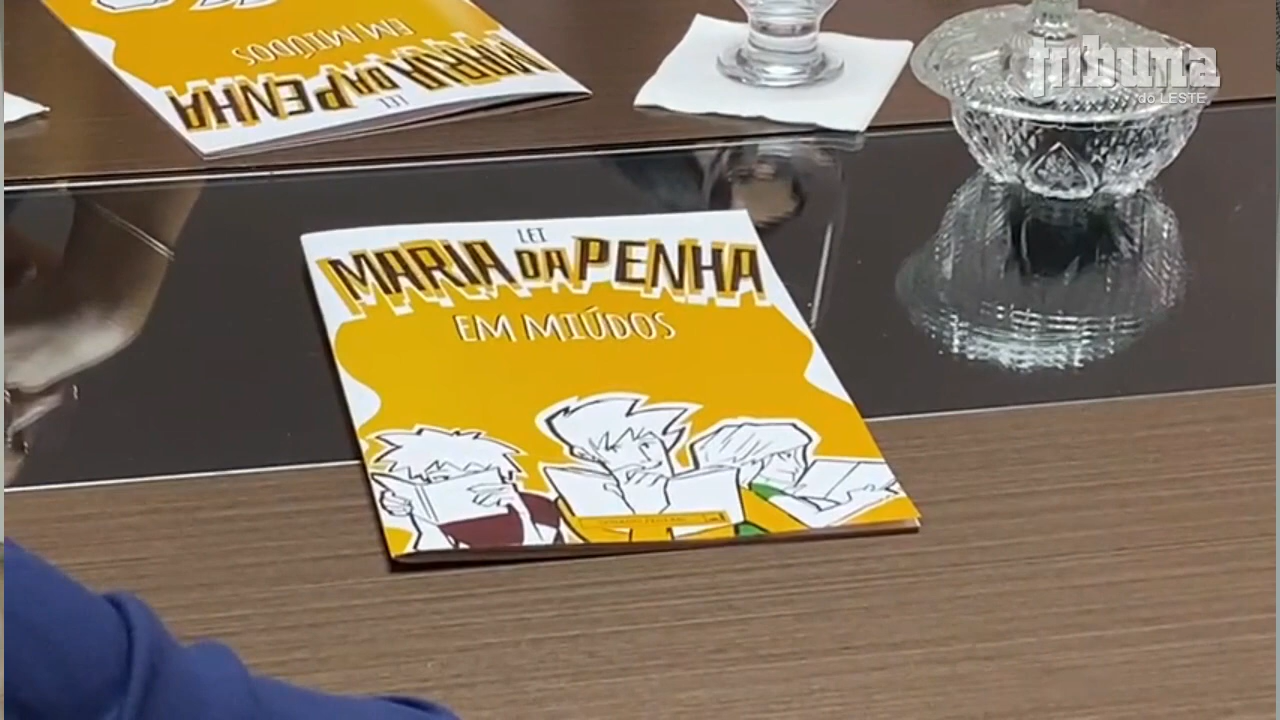 EM MIÚDOS
MARIA DA PENHA
LEI
tribuna
do LESTE
LEI
MARIA DA PENHA
EM MIÚDOS